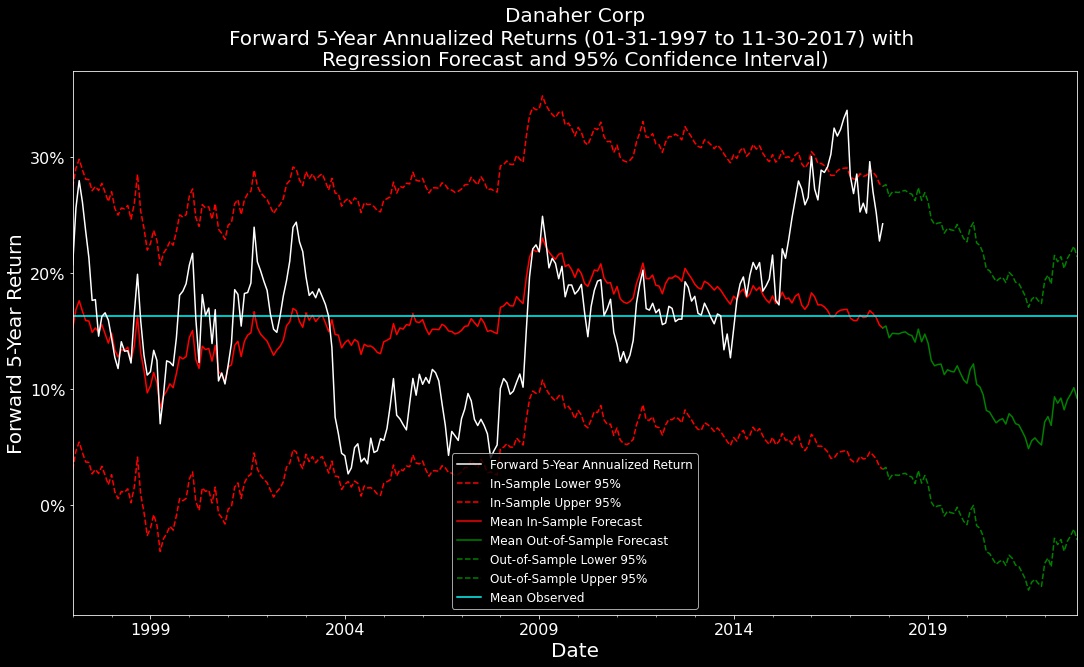 Danaher Corp
Forward 5-Year Annualized Returns (01-31-1997 to 11-30-2017) with
Regression Forecast and 95% Confidence Interval)
Forward 5-Year Return
30%
20%
10%
0%
Forward 5-Year Annualized Return
In-Sample Lower 95%
In-Sample Upper 95%
Mean In-Sample Forecast
Mean Out-of-Sample Forecast
Out-of-Sample Lower 95%
Out-of-Sample Upper 95%
Mean Observed
1999 2004 2009 2014 2019
Date